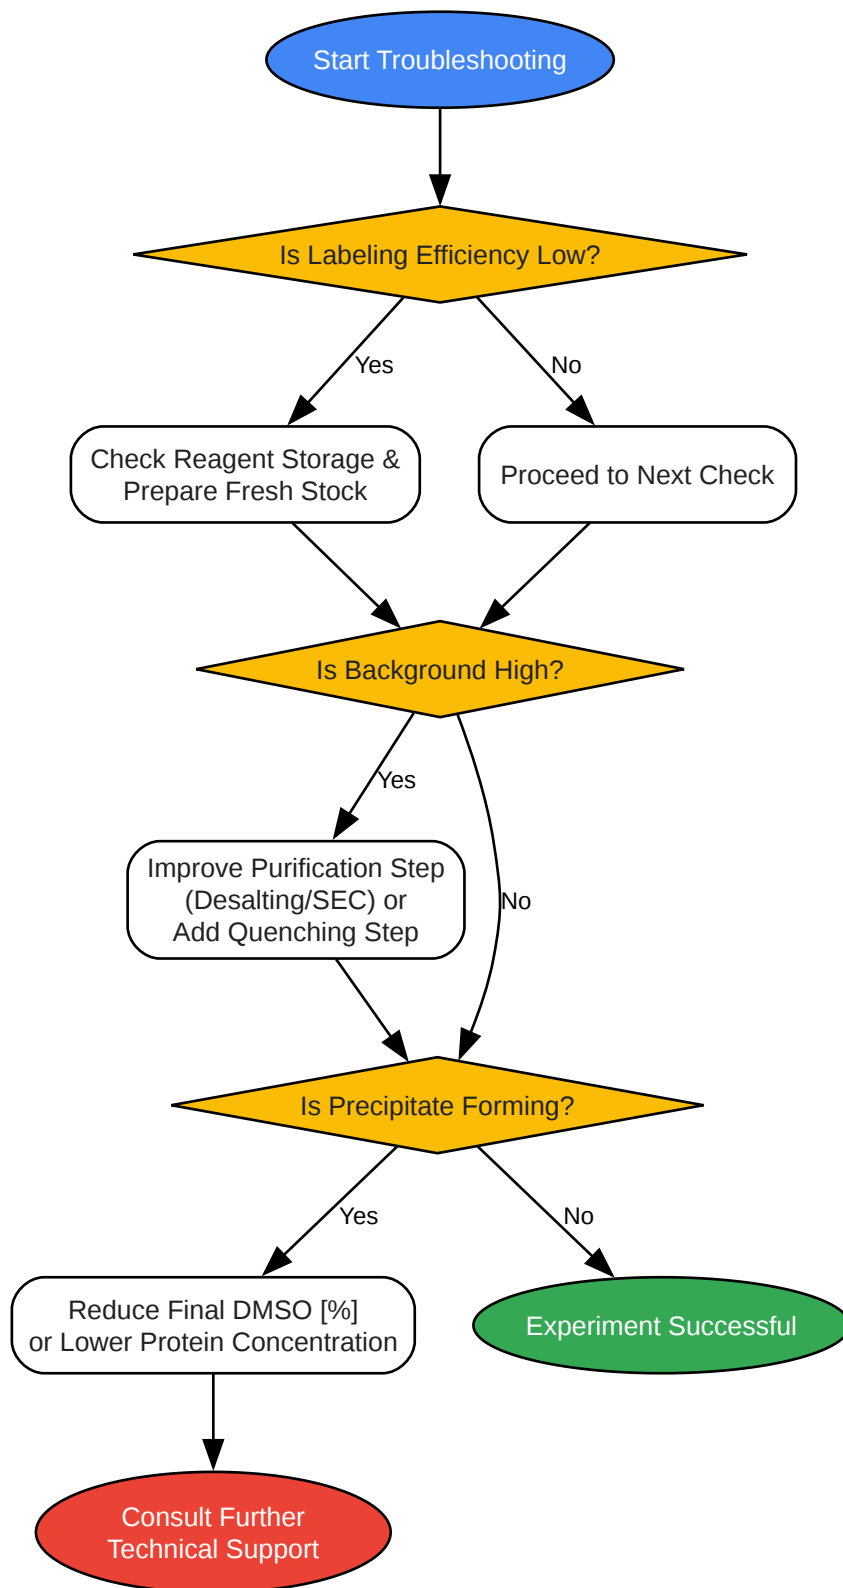 Start Troubleshooting
Is Labeling Efficiency Low?
Yes
No
Check Reagent Storage &
Prepare Fresh Stock
Proceed to Next Check
Is Background High?
Yes
Improve Purification Step
(Desalting/SEC) or
Add Quenching Step
No
Is Precipitate Forming?
Yes
No
Reduce Final DMSO [%]
or Lower Protein Concentration
Experiment Successful
Consult Further
Technical Support